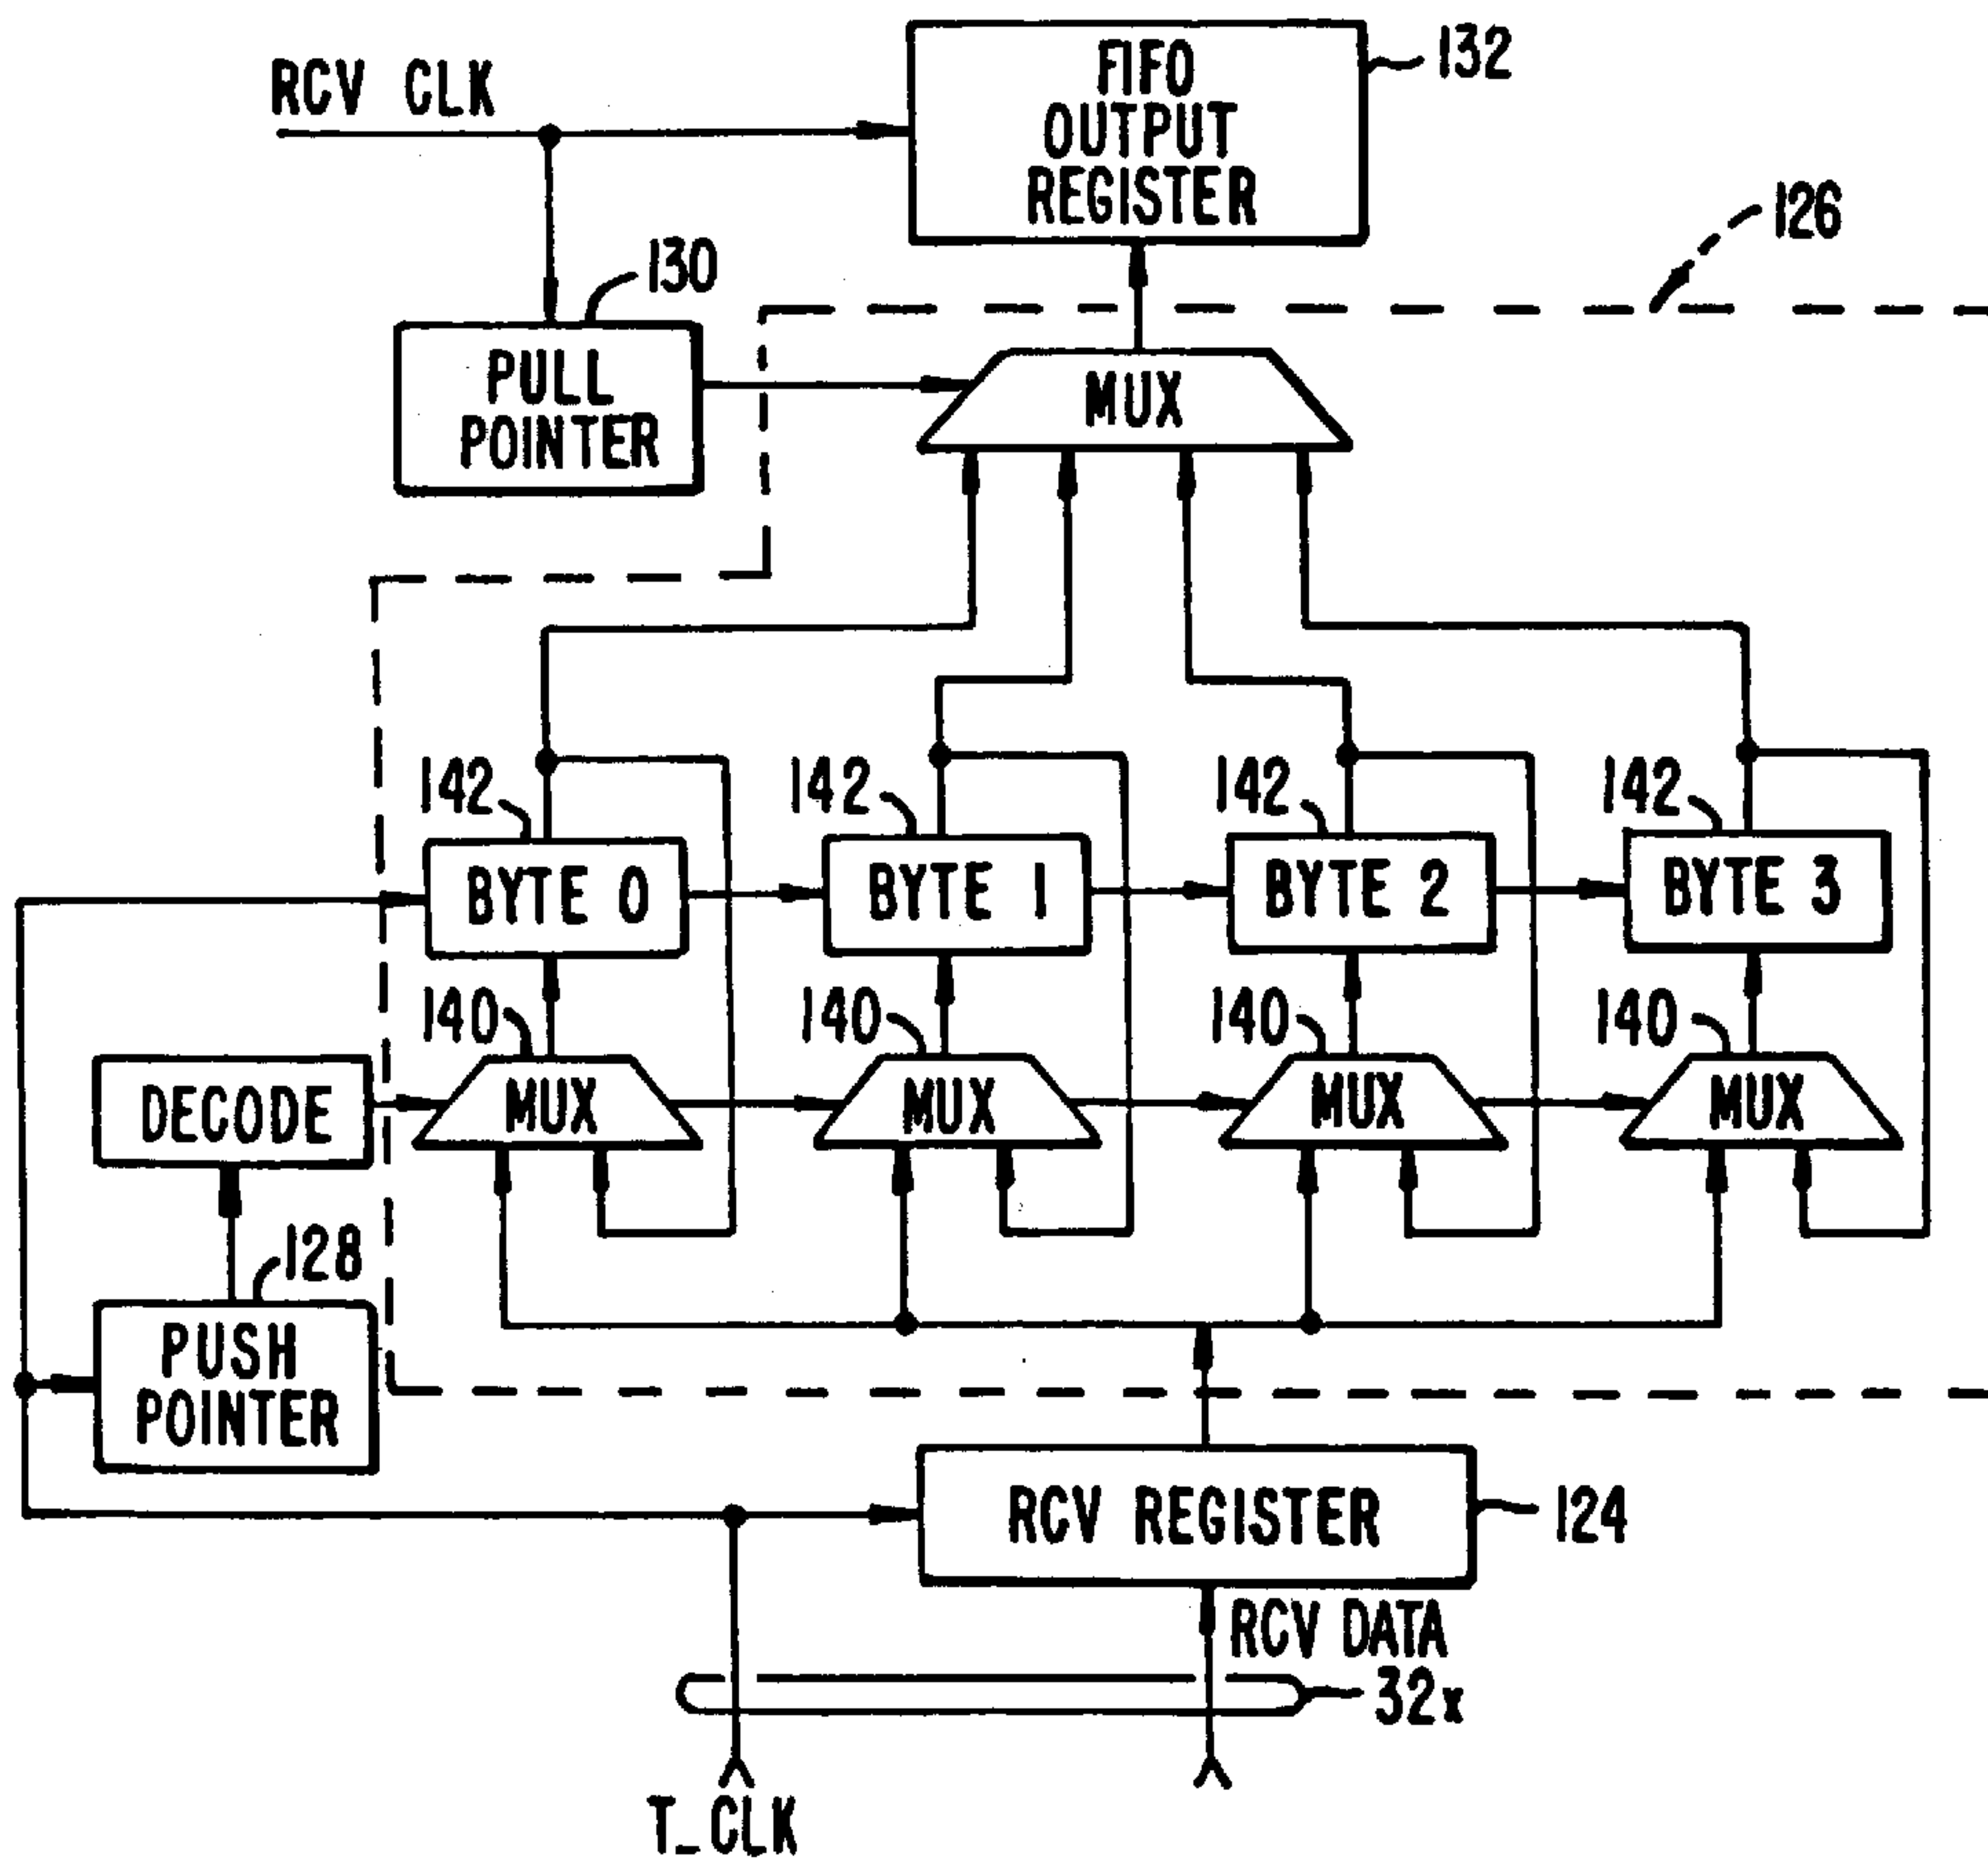 RCV CLK
FIFO
OUTPUT
REGISTER
132
126
130
PULL
POINTER
MUX
142
142
142
142
BYTE 0
BYTE 1
BYTE 2
BYTE 3
140
140
140
140
DECODE
MUX
MUX
MUX
MUX
128
PUSH
POINTER
RCV REGISTER
124
RCV DATA
32x
T_CLK